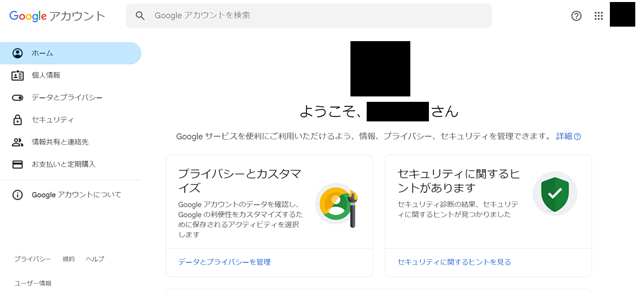 Google アカウント
Google アカウントを検索
ホーム
個人情報
データとプライバシー
セキュリティ
情報共有と連絡先
お支払いと定期購入
Google アカウントについて
プライバシー 規約 ヘルプ
ユーザー情報
ようこそ、 さん
Google サービスを便利にご利用いただけるよう、情報、プライバシー、セキュリティを管理できます。 詳細
プライバシーとカスタマ
イズ
Google アカウントのデータを確認し、
Google の利便性をカスタマイズするため
に保存されるアクティビティを選択
します
データとプライバシーを管理
セキュリティに関するヒ
ントがあります
セキュリティ診断の結果、セキュリテ
ィに関するヒントが見つかりました
セキュリティに関するヒントを見る